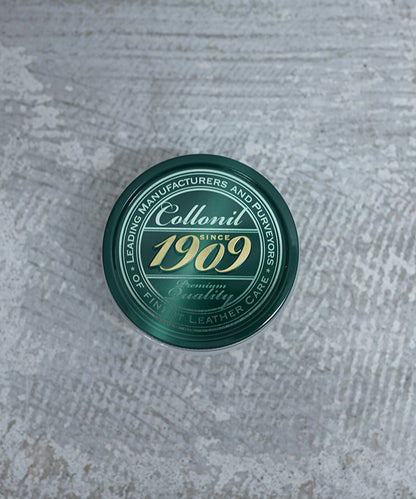 LEADING MANUFACTURERS AND PURVEYORS
Collonil
SINCE
1909
Premium
Quality
* OF FINEST LEATHER CARE *